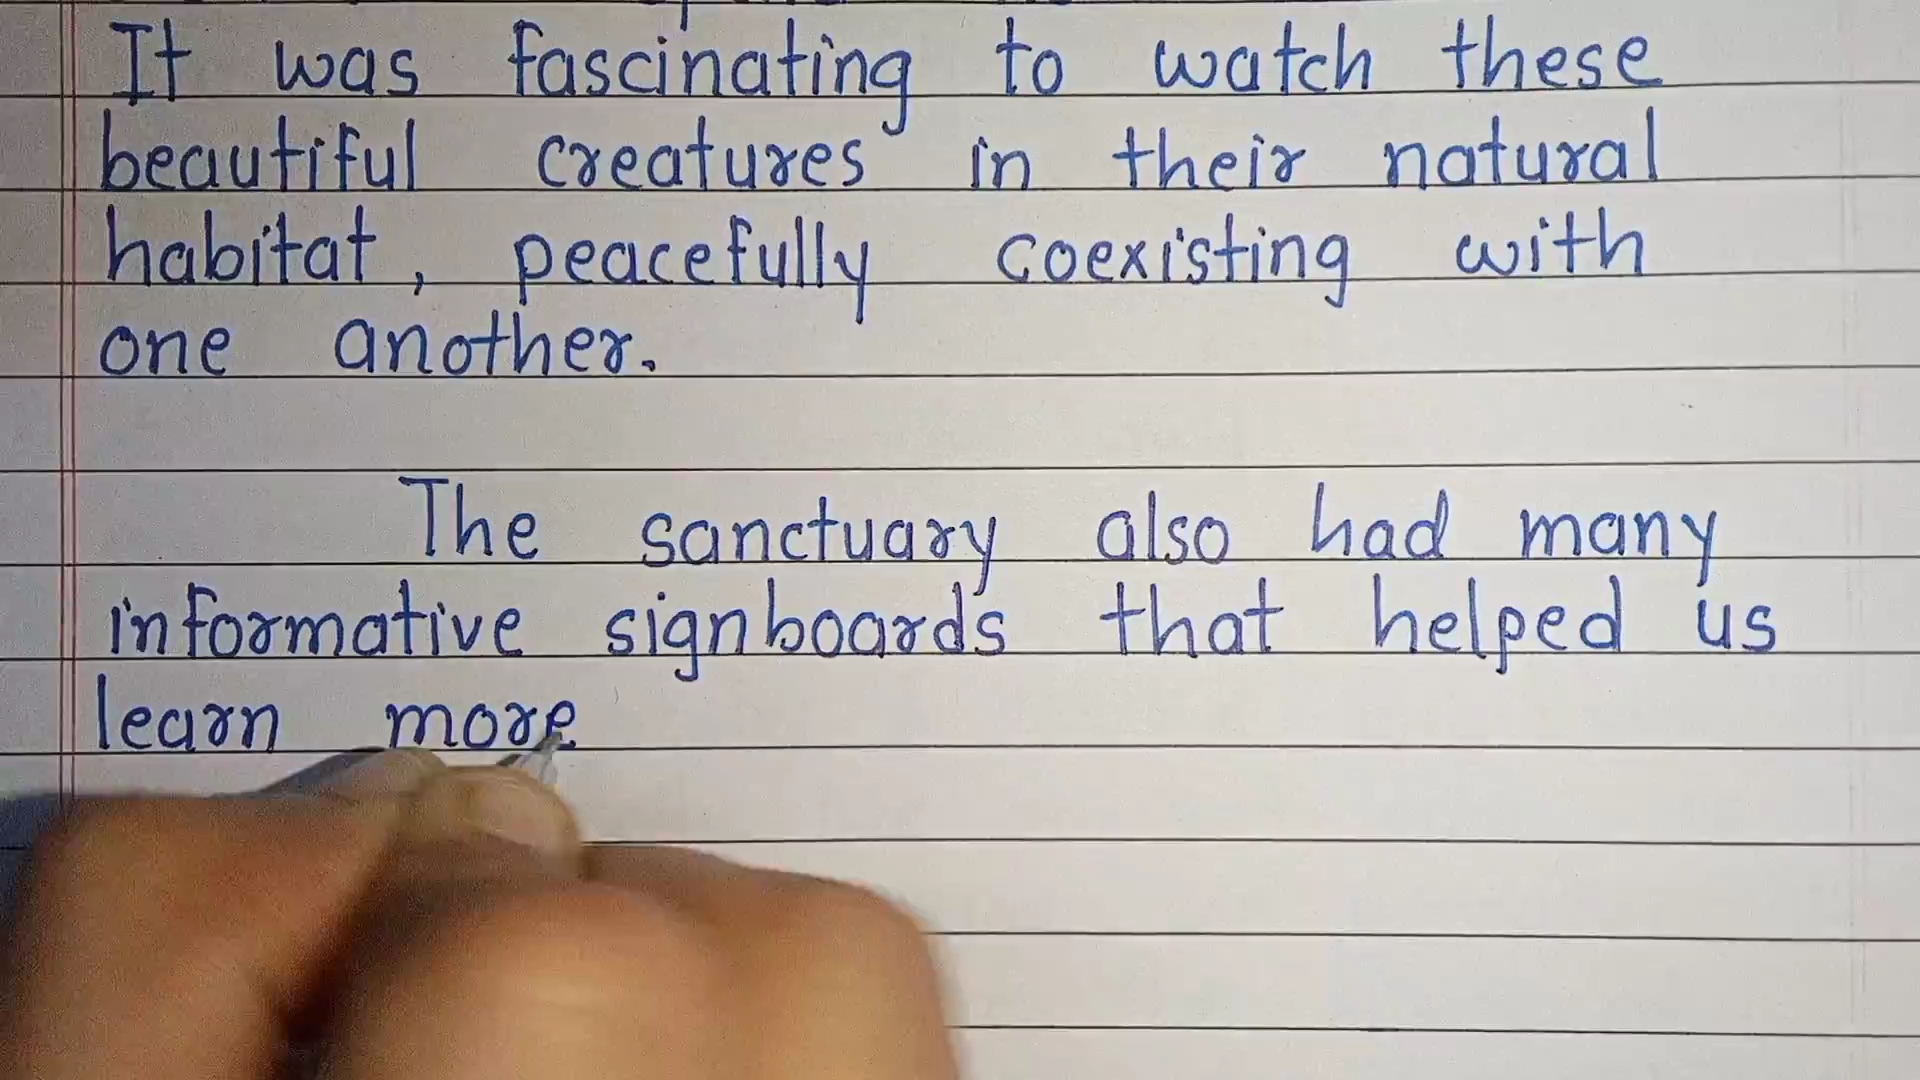 It was fascinating to watch these
beautiful creatures in their natural
habitat, peacefully coexisting with
one another.
The sanctuary also had many
informative signboards that helped us
learn more